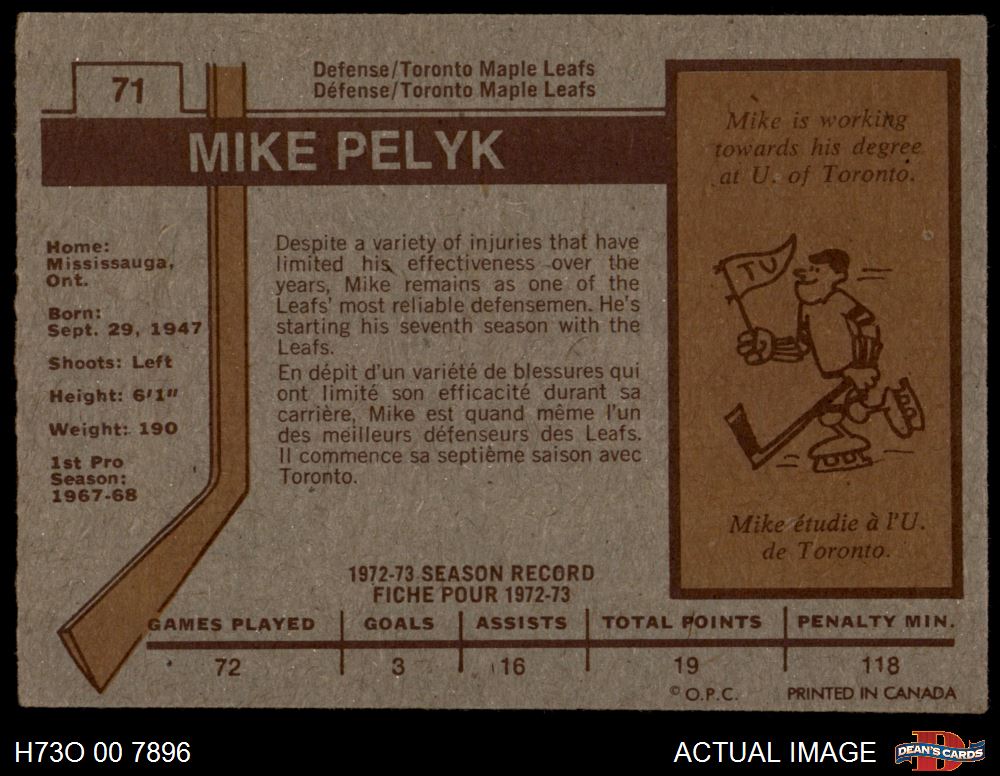 71
Defense/Toronto Maple Leafs
Défense/Toronto Maple Leafs
MIKE PELYK
Home:
Mississauga,
Ont.
Born:
Sept. 29, 1947
Shoots: Left
Height: 6'1"
Weight: 190
1st Pro
Season:
1967-68
Despite a variety of injuries that have
limited his effectiveness over the
years, Mike remains as one of the
Leafs' most reliable defensemen. He's
starting his seventh season with the
Leafs.
En dépit d'un variété de blessures qui
ont limité son efficacité durant sa
carrière, Mike est quand même l'un
des meilleurs défenseurs des Leafs.
Il commence sa septième saison avec
Toronto.
Mike is working
towards his degree
at U. of Toronto.
TU
Mike étudie à l'U.
de Toronto.
1972-73 SEASON RECORD
FICHE POUR 1972-73
GAMES PLAYED GOALS ASSISTS TOTAL POINTS PENALTY MIN.
72 3 16 19 118
© O.P.C. PRINTED IN CANADA
H73O 00 7896 ACTUAL IMAGE DEAN'S CARDS